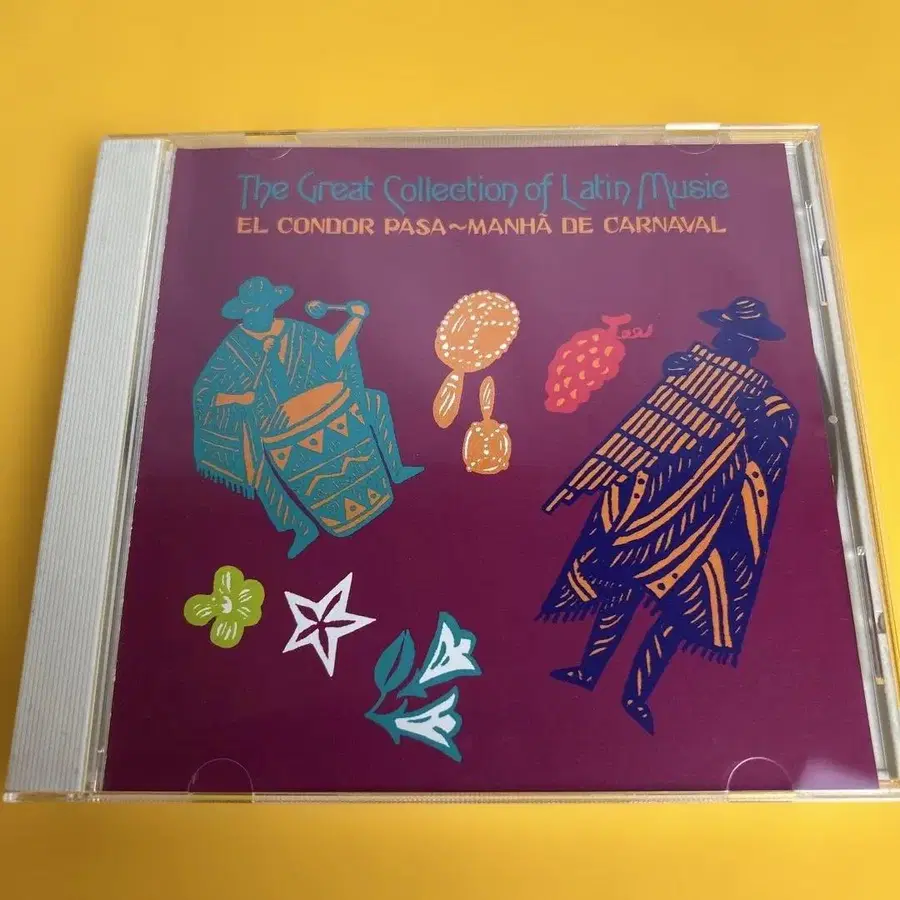 The Great Collection of Latin Music
EL CONDOR PASA~MANHÃ DE CARNAVAL